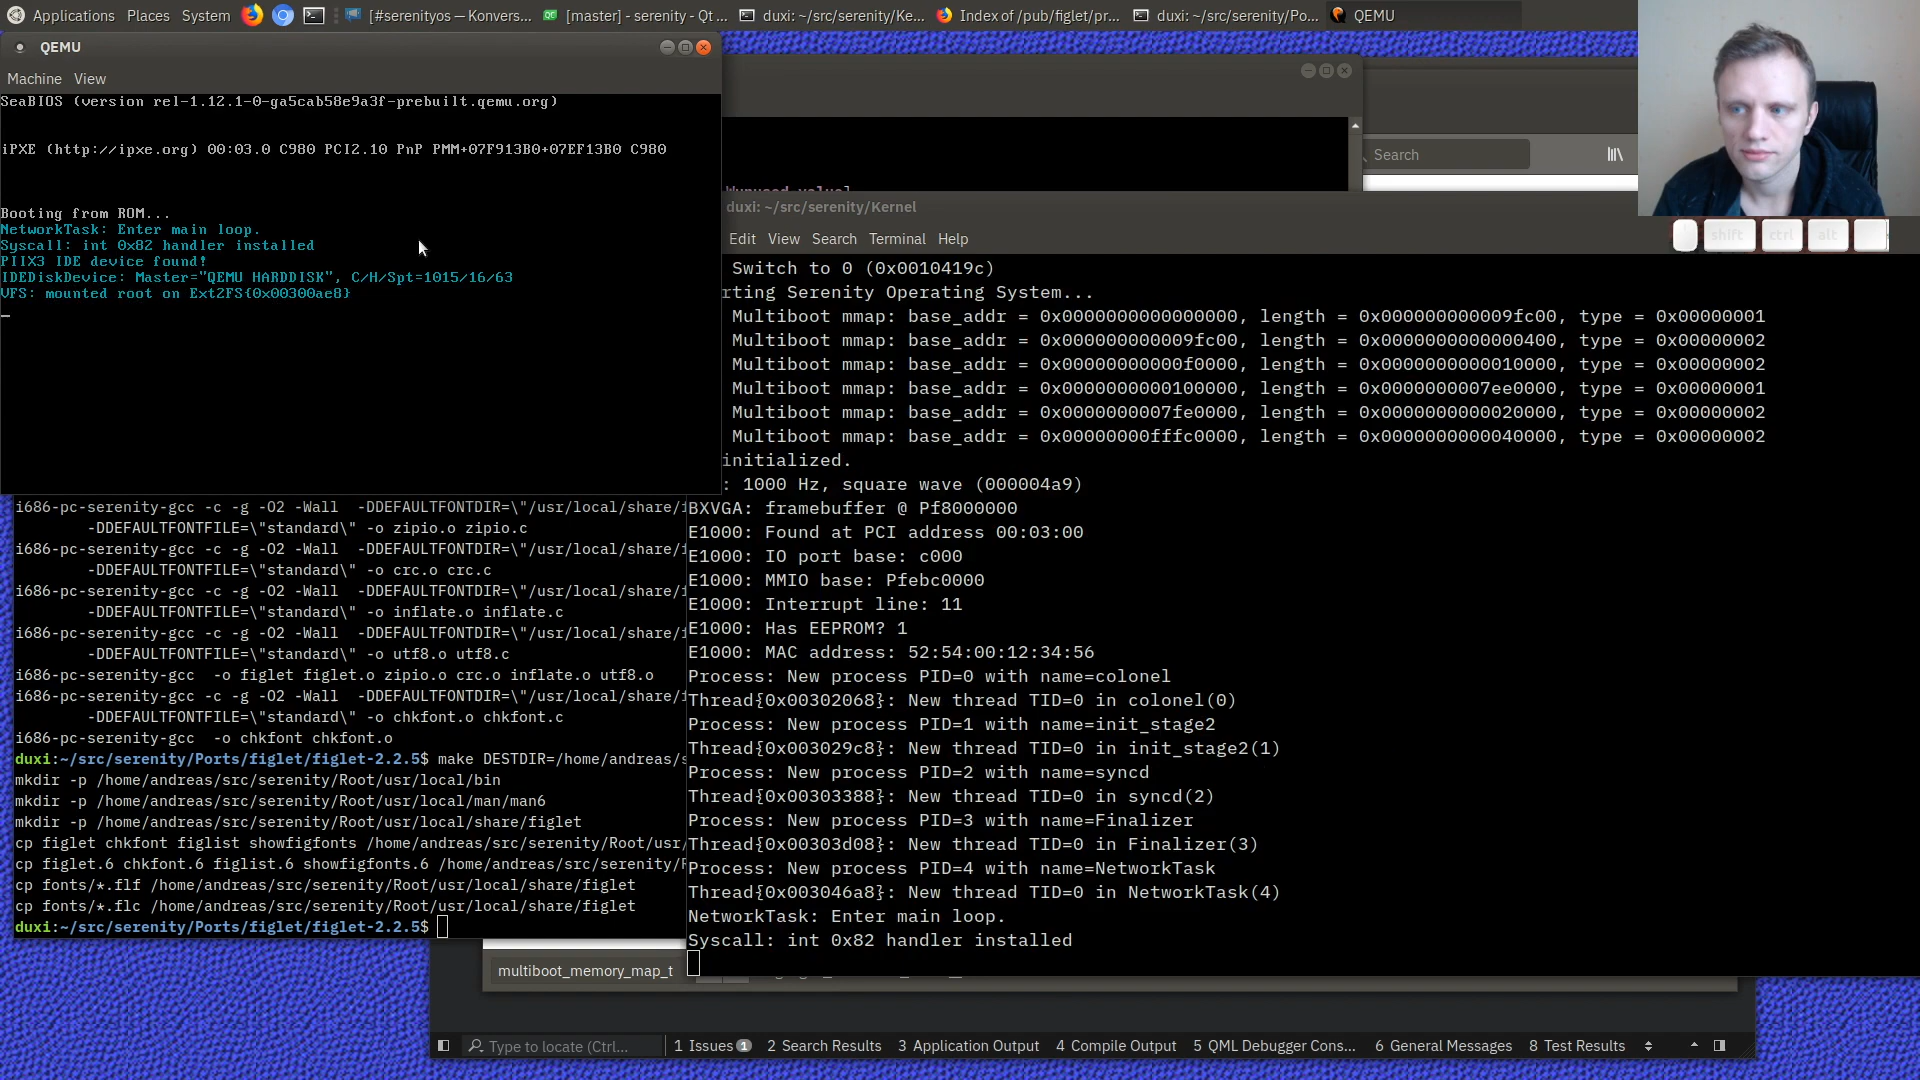 Applications Places System [#serenityos — Konvers... [master] - serenity - Qt ... duxi: ~/src/serenity/Ke... Index of /pub/figlet/pr... duxi: ~/src/serenity/Po... QEMU
QEMU
Machine View
SeaBIOS (version rel-1.12.1-0-ga5cab58e9a3f-prebuilt.qemu.org)
iPXE (http://ipxe.org) 00:03.0 C980 PCI2.10 PnP PMM+07F913B0+07EF13B0 C980
Booting from ROM...
NetworkTask: Enter main loop.
Syscall: int 0x82 handler installed
PIIX3 IDE device found!
IDEDiskDevice: Master="QEMU HARDDISK", C/H/Spt=1015/16/63
VFS: mounted root on Ext2FS{0x00300ae8}
Search
shift ctrl alt
duxi: ~/src/serenity/Kernel
Edit View Search Terminal Help
Switch to 0 (0x0010419c)
rting Serenity Operating System...
Multiboot mmap: base_addr = 0x0000000000000000, length = 0x000000000009fc00, type = 0x00000001
Multiboot mmap: base_addr = 0x000000000009fc00, length = 0x0000000000000400, type = 0x00000002
Multiboot mmap: base_addr = 0x00000000000f0000, length = 0x0000000000010000, type = 0x00000002
Multiboot mmap: base_addr = 0x0000000000100000, length = 0x0000000007ee0000, type = 0x00000001
Multiboot mmap: base_addr = 0x0000000007fe0000, length = 0x0000000000020000, type = 0x00000002
Multiboot mmap: base_addr = 0x00000000fffc0000, length = 0x0000000000040000, type = 0x00000002
initialized.
: 1000 Hz, square wave (000004a9)
BXVGA: framebuffer @ Pf8000000
E1000: Found at PCI address 00:03:00
E1000: IO port base: c000
E1000: MMIO base: Pfebc0000
E1000: Interrupt line: 11
E1000: Has EEPROM? 1
E1000: MAC address: 52:54:00:12:34:56
Process: New process PID=0 with name=colonel
Thread{0x00302068}: New thread TID=0 in colonel(0)
Process: New process PID=1 with name=init_stage2
Thread{0x003029c8}: New thread TID=0 in init_stage2(1)
Process: New process PID=2 with name=syncd
Thread{0x00303388}: New thread TID=0 in syncd(2)
Process: New process PID=3 with name=Finalizer
Thread{0x00303d08}: New thread TID=0 in Finalizer(3)
Process: New process PID=4 with name=NetworkTask
Thread{0x003046a8}: New thread TID=0 in NetworkTask(4)
NetworkTask: Enter main loop.
Syscall: int 0x82 handler installed
i686-pc-serenity-gcc -c -g -O2 -Wall -DDEFAULTFONTDIR=\"/usr/local/share/
-DDEFAULTFONTFILE=\"standard\" -o zipio.o zipio.c
i686-pc-serenity-gcc -c -g -O2 -Wall -DDEFAULTFONTDIR=\"/usr/local/share/
-DDEFAULTFONTFILE=\"standard\" -o crc.o crc.c
i686-pc-serenity-gcc -c -g -O2 -Wall -DDEFAULTFONTDIR=\"/usr/local/share/
-DDEFAULTFONTFILE=\"standard\" -o inflate.o inflate.c
i686-pc-serenity-gcc -c -g -O2 -Wall -DDEFAULTFONTDIR=\"/usr/local/share/
-DDEFAULTFONTFILE=\"standard\" -o utf8.o utf8.c
i686-pc-serenity-gcc -o figlet figlet.o zipio.o crc.o inflate.o utf8.o
i686-pc-serenity-gcc -c -g -O2 -Wall -DDEFAULTFONTDIR=\"/usr/local/share/
-DDEFAULTFONTFILE=\"standard\" -o chkfont.o chkfont.c
i686-pc-serenity-gcc -o chkfont chkfont.o
duxi:~/src/serenity/Ports/figlet/figlet-2.2.5$ make DESTDIR=/home/andreas/s
mkdir -p /home/andreas/src/serenity/Root/usr/local/bin
mkdir -p /home/andreas/src/serenity/Root/usr/local/man/man6
mkdir -p /home/andreas/src/serenity/Root/usr/local/share/figlet
cp figlet chkfont figlist showfigfonts /home/andreas/src/serenity/Root/usr/
cp figlet.6 chkfont.6 figlist.6 showfigfonts.6 /home/andreas/src/serenity/R
cp fonts/*.flf /home/andreas/src/serenity/Root/usr/local/share/figlet
cp fonts/*.flc /home/andreas/src/serenity/Root/usr/local/share/figlet
duxi:~/src/serenity/Ports/figlet/figlet-2.2.5$
multiboot_memory_map_t
Type to locate (Ctrl... 1 Issues 1 2 Search Results 3 Application Output 4 Compile Output 5 QML Debugger Cons... 6 General Messages 8 Test Results